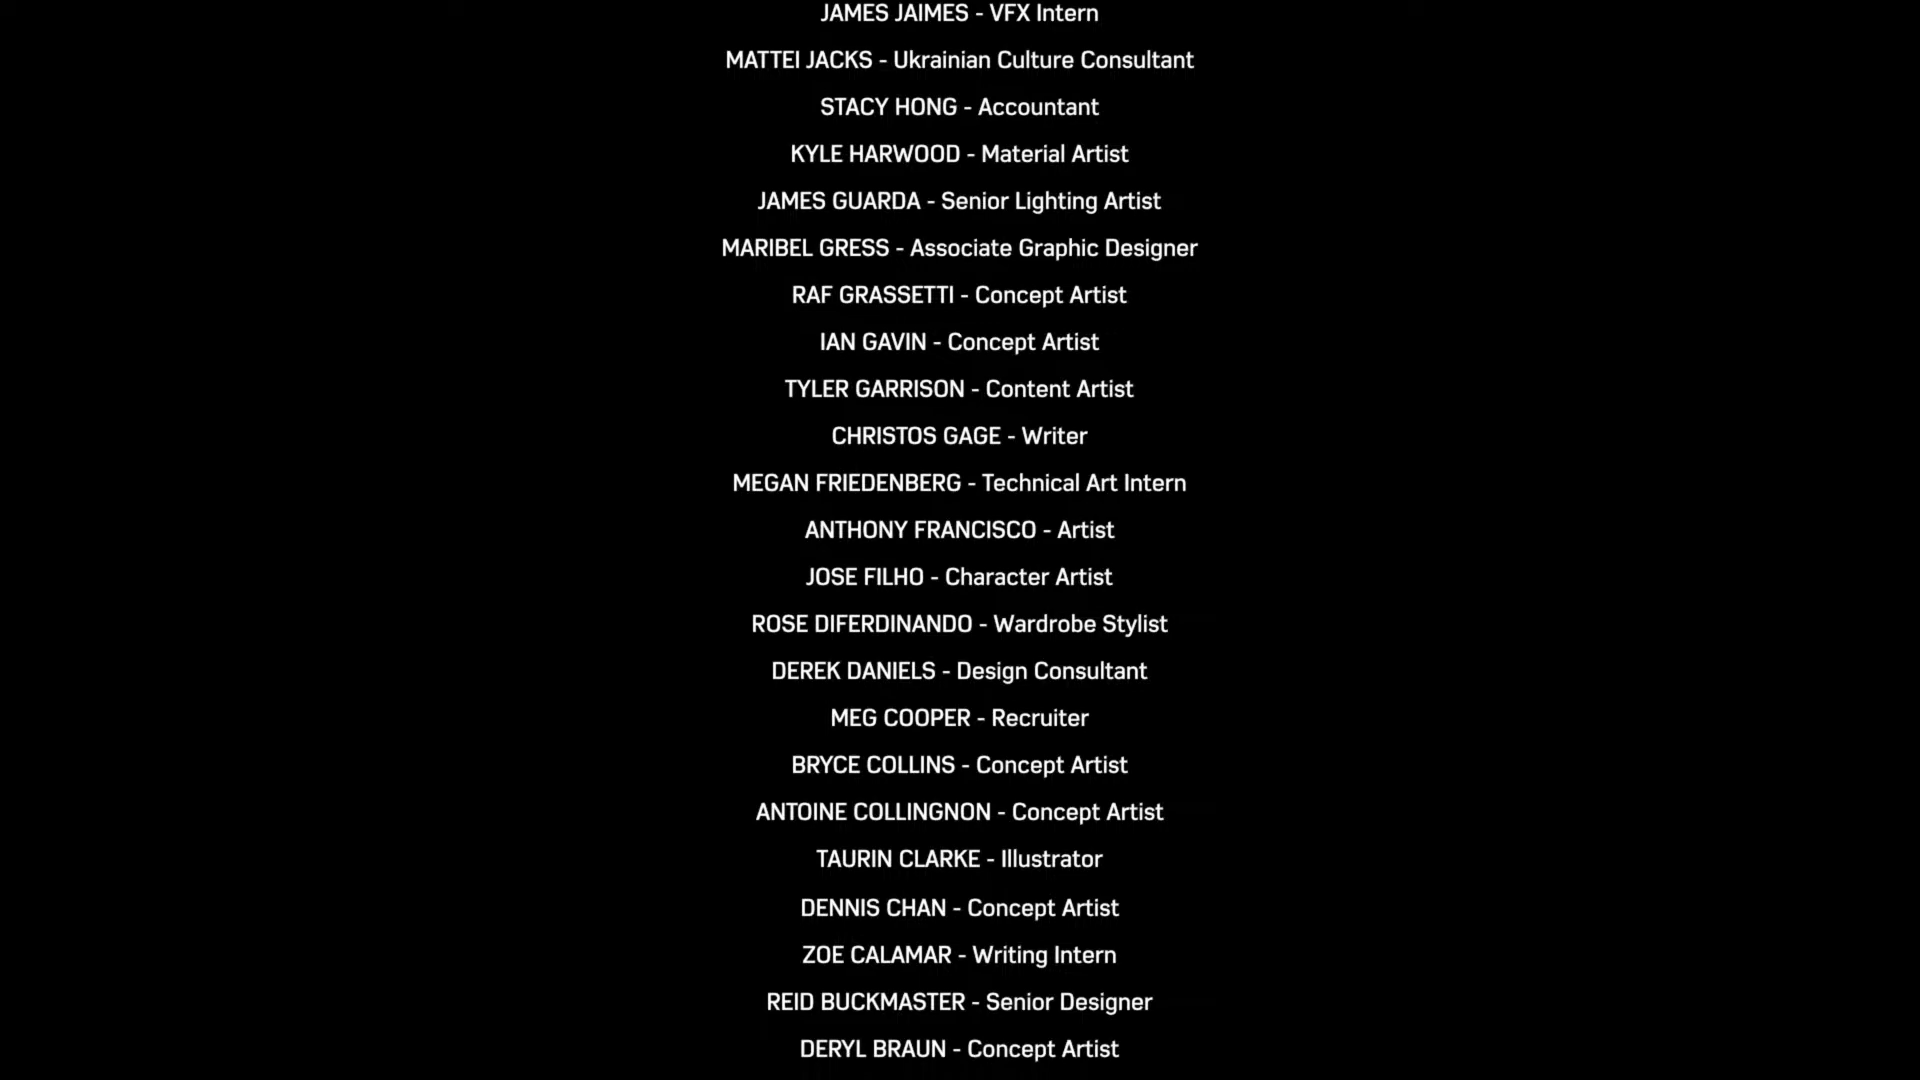 JAMES JAIMES - VFX Intern
MATTEI JACKS - Ukrainian Culture Consultant
STACY HONG - Accountant
KYLE HARWOOD - Material Artist
JAMES GUARDA - Senior Lighting Artist
MARIBEL GRESS - Associate Graphic Designer
RAF GRASSETTI - Concept Artist
IAN GAVIN - Concept Artist
TYLER GARRISON - Content Artist
CHRISTOS GAGE - Writer
MEGAN FRIEDENBERG - Technical Art Intern
ANTHONY FRANCISCO - Artist
JOSE FILHO - Character Artist
ROSE DIFERDINANDO - Wardrobe Stylist
DEREK DANIELS - Design Consultant
MEG COOPER - Recruiter
BRYCE COLLINS - Concept Artist
ANTOINE COLLINGNON - Concept Artist
TAURIN CLARKE - Illustrator
DENNIS CHAN - Concept Artist
ZOE CALAMAR - Writing Intern
REID BUCKMASTER - Senior Designer
DERYL BRAUN - Concept Artist